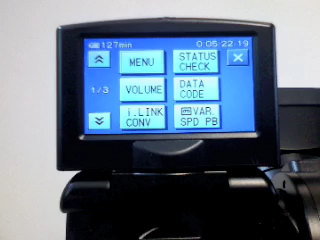 127min 0:05:22:19
MENU
STATUS
CHECK
X
1/3
VOLUME
DATA
CODE
i.LINK
CONV
VAR.
SPD PB